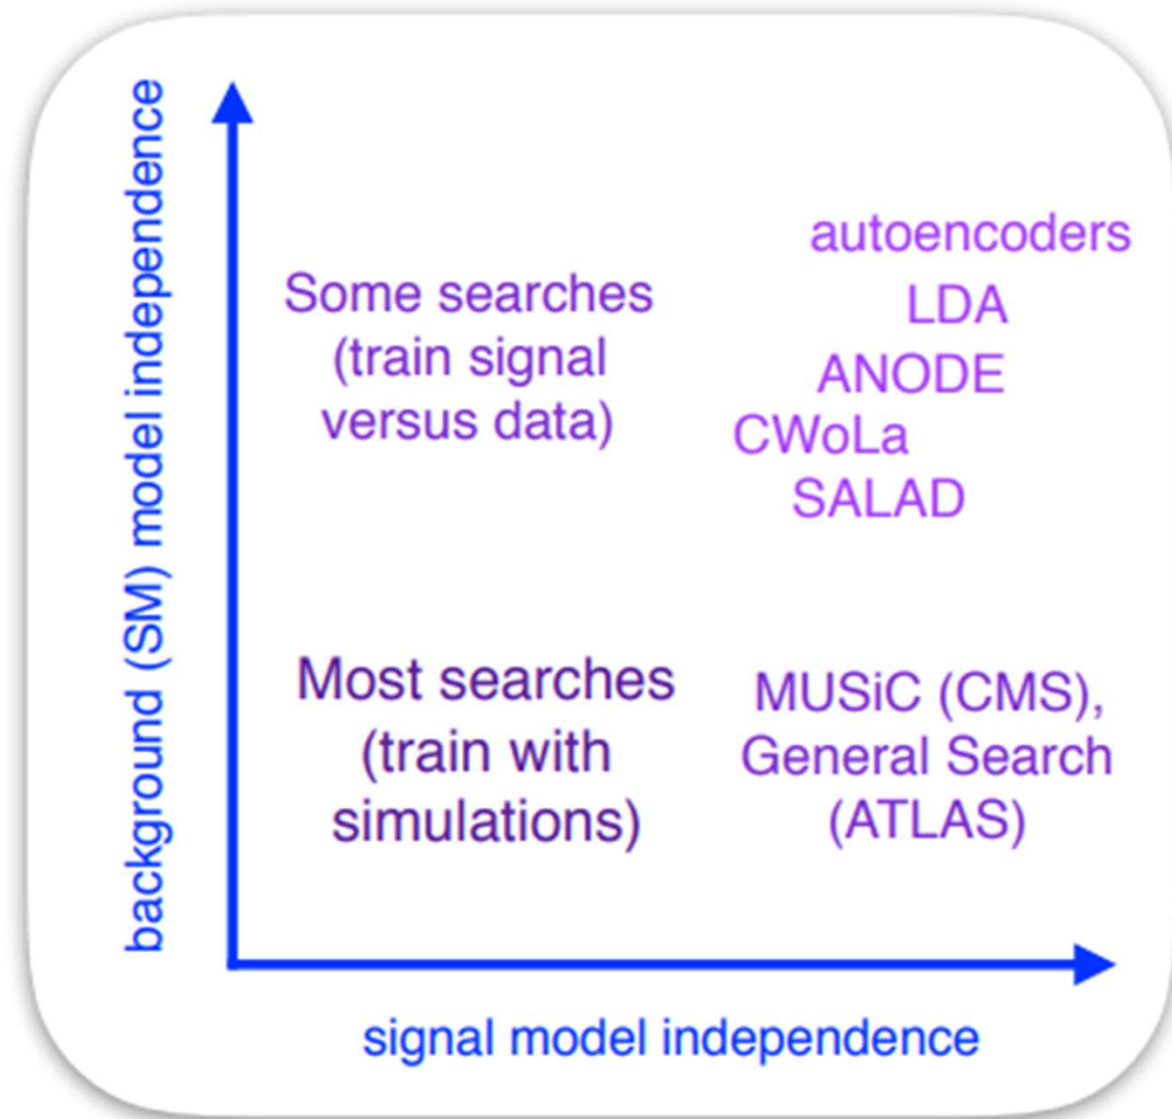 background (SM) model independence
Some searches
(train signal
versus data)
autoencoders
LDA
ANODE
CWoLa
SALAD
Most searches
(train with
simulations)
MUSiC (CMS),
General Search
(ATLAS)
signal model independence